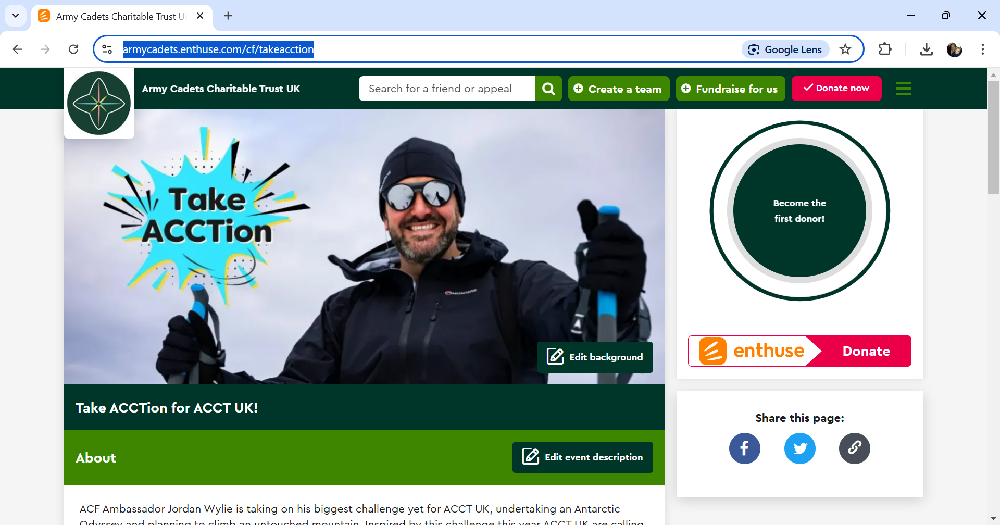 Army Cadets Charitable Trust U
armycadets.enthuse.com/cf/takeacction
Google Lens
Army Cadets Charitable Trust UK
Search for a friend or appeal
Create a team
Fundraise for us
Donate now
Take
ACCTion
MONTANE
Become the
first donor!
Edit background
enthuse
Donate
Take ACCTion for ACCT UK!
Share this page:
About
Edit event description
ACF Ambassador Jordan Wylie is taking on his biggest challenge yet for ACCT UK, undertaking an Antarctic
Odyssey and planning to climb an untouched mountain. Inspired by this challenge this year ACCT UK are calling